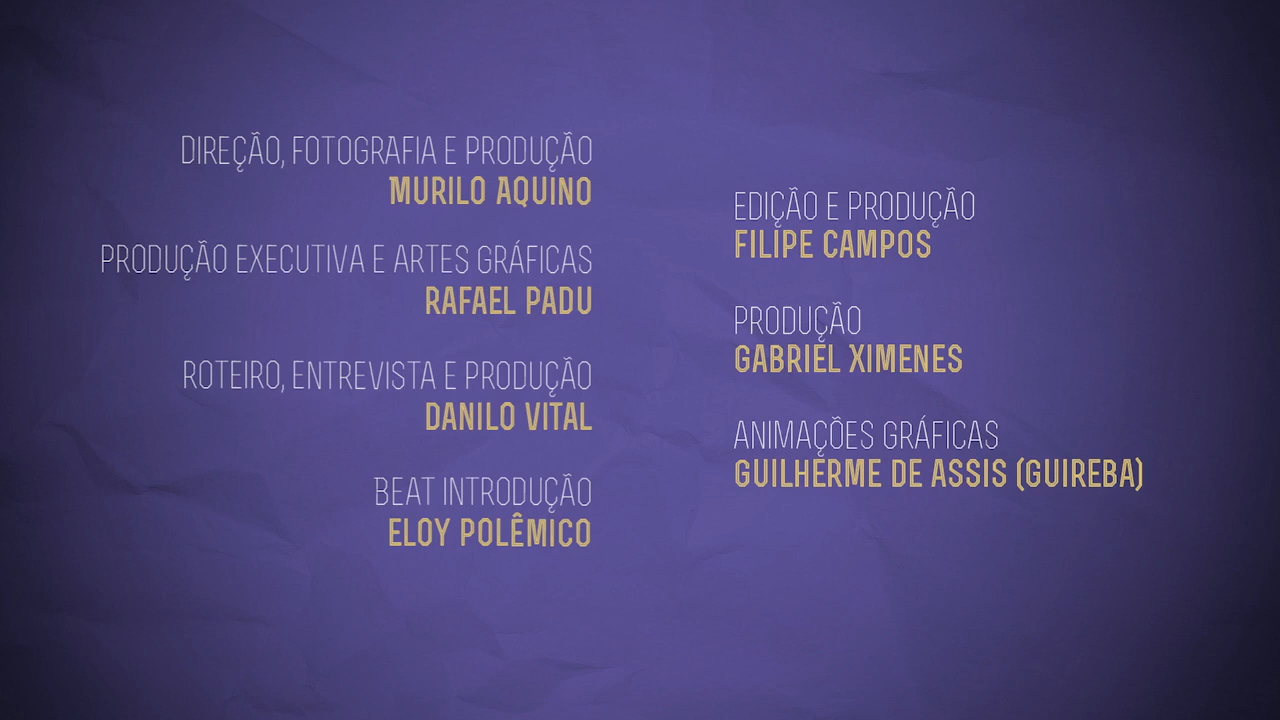 DIREÇÃO, FOTOGRAFIA E PRODUÇÃO
MURILO AQUINO
PRODUÇÃO EXECUTIVA E ARTES GRÁFICAS
RAFAEL PADU
ROTEIRO, ENTREVISTA E PRODUÇÃO
DANILO VITAL
BEAT INTRODUÇÃO
ELOY POLÊMICO
EDIÇÃO E PRODUÇÃO
FILIPE CAMPOS
PRODUÇÃO
GABRIEL XIMENES
ANIMAÇÕES GRÁFICAS
GUILHERME DE ASSIS (GUIREBA)